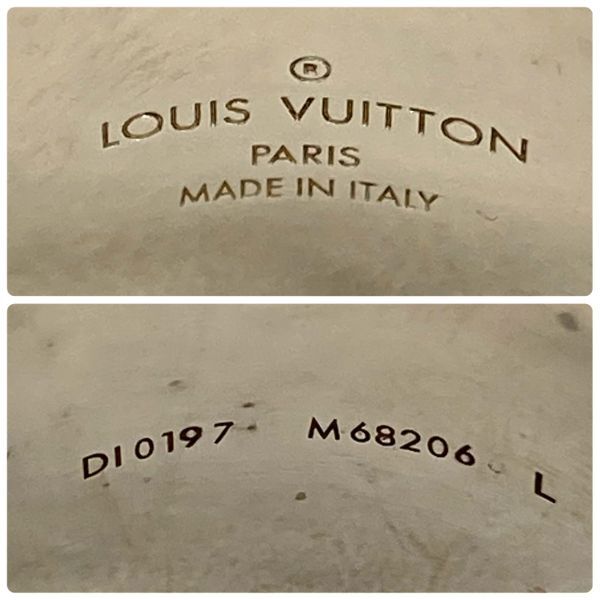 ®
LOUIS VUITTON
PARIS
MADE IN ITALY
DI0197 M68206 L